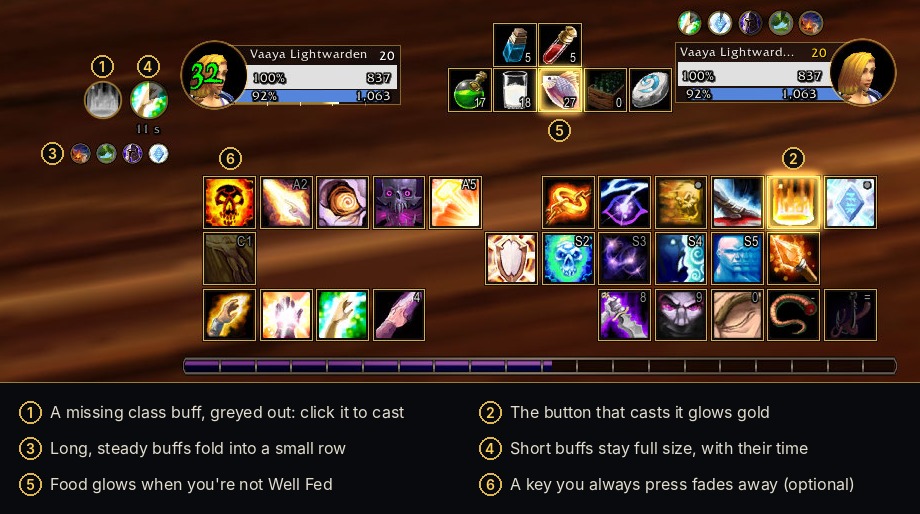 1
4
32
Vaaya Lightwarden 20
100% 837
92% 1,063
11 s
3
5
5
17
18
27
0
5
Vaaya Lightward... 20
100% 837
92% 1,063
6
2
A2
A5
C1
S2
S3
S4
S5
4
8
9
0
-
=
1 A missing class buff, greyed out: click it to cast
2 The button that casts it glows gold
3 Long, steady buffs fold into a small row
4 Short buffs stay full size, with their time
5 Food glows when you're not Well Fed
6 A key you always press fades away (optional)